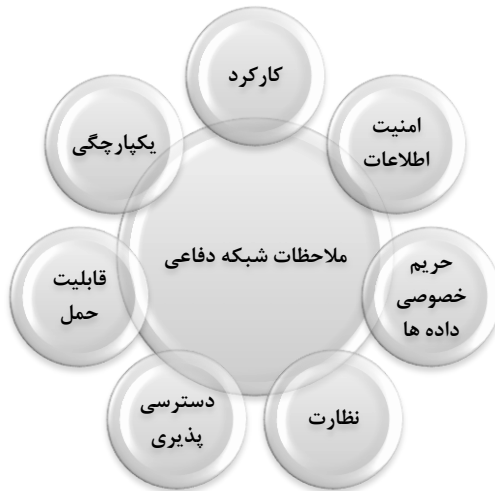 کارکرد
امنیت
اطلاعات
حریم
خصوصی
داده ها
نظارت
دسترسی
پذیری
قابلیت
حمل
یکپارچگی
ملاحظات شبکه دفاعی